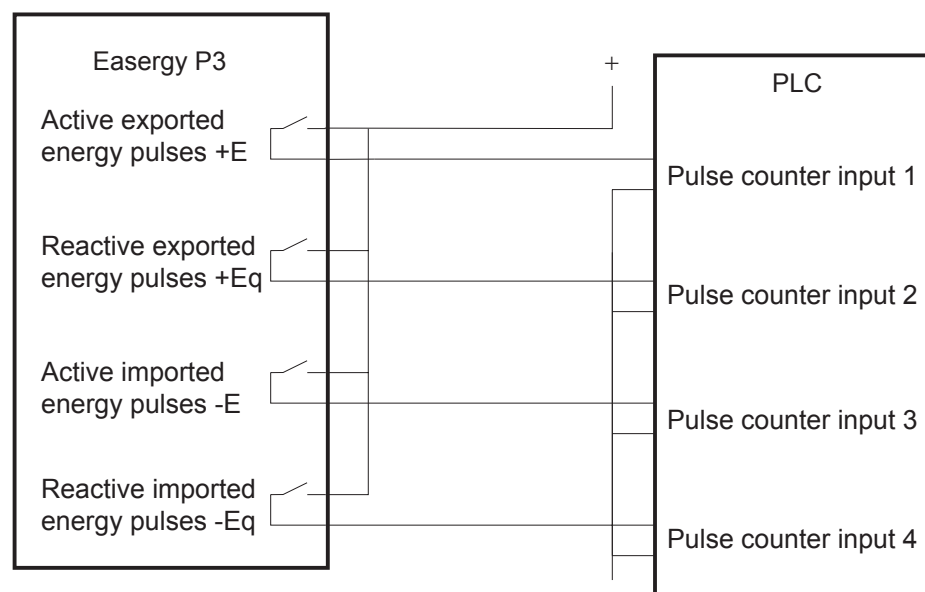 Easergy P3
+
PLC
Active exported
energy pulses +E
Pulse counter input 1
Reactive exported
energy pulses +Eq
Pulse counter input 2
Active imported
energy pulses -E
Pulse counter input 3
Reactive imported
energy pulses -Eq
Pulse counter input 4